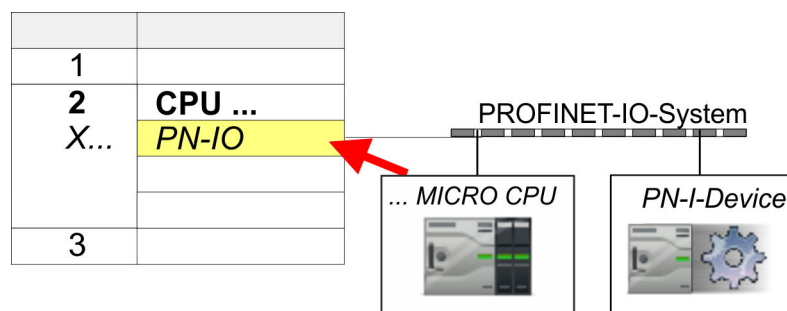 1
2 CPU ...
X... PN-IO
3
PROFINET-IO-System
... MICRO CPU
PN-I-Device